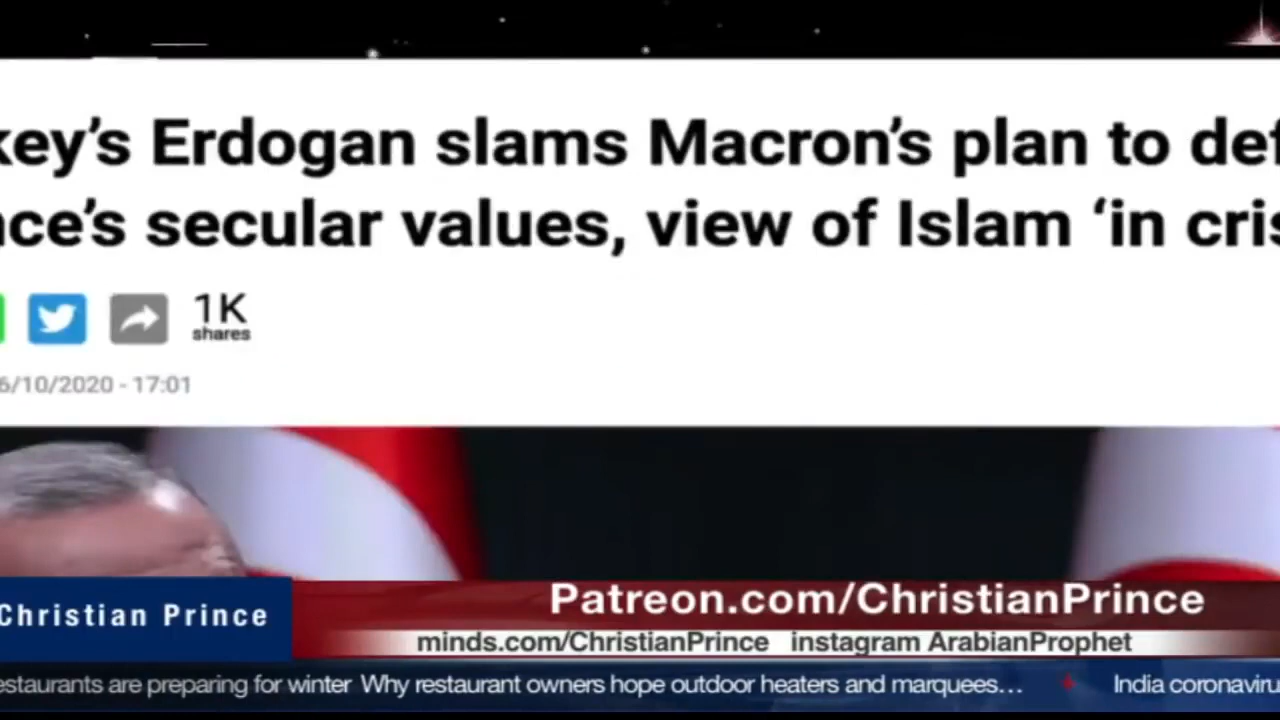 key's Erdogan slams Macron's plan to def
nce's secular values, view of Islam 'in cris
1K
shares
6/10/2020 - 17:01
Christian Prince
Patreon.com/ChristianPrince
minds.com/ChristianPrince instagram ArabianProphet
estaurants are preparing for winter Why restaurant owners hope outdoor heaters and marquees... India coronaviru